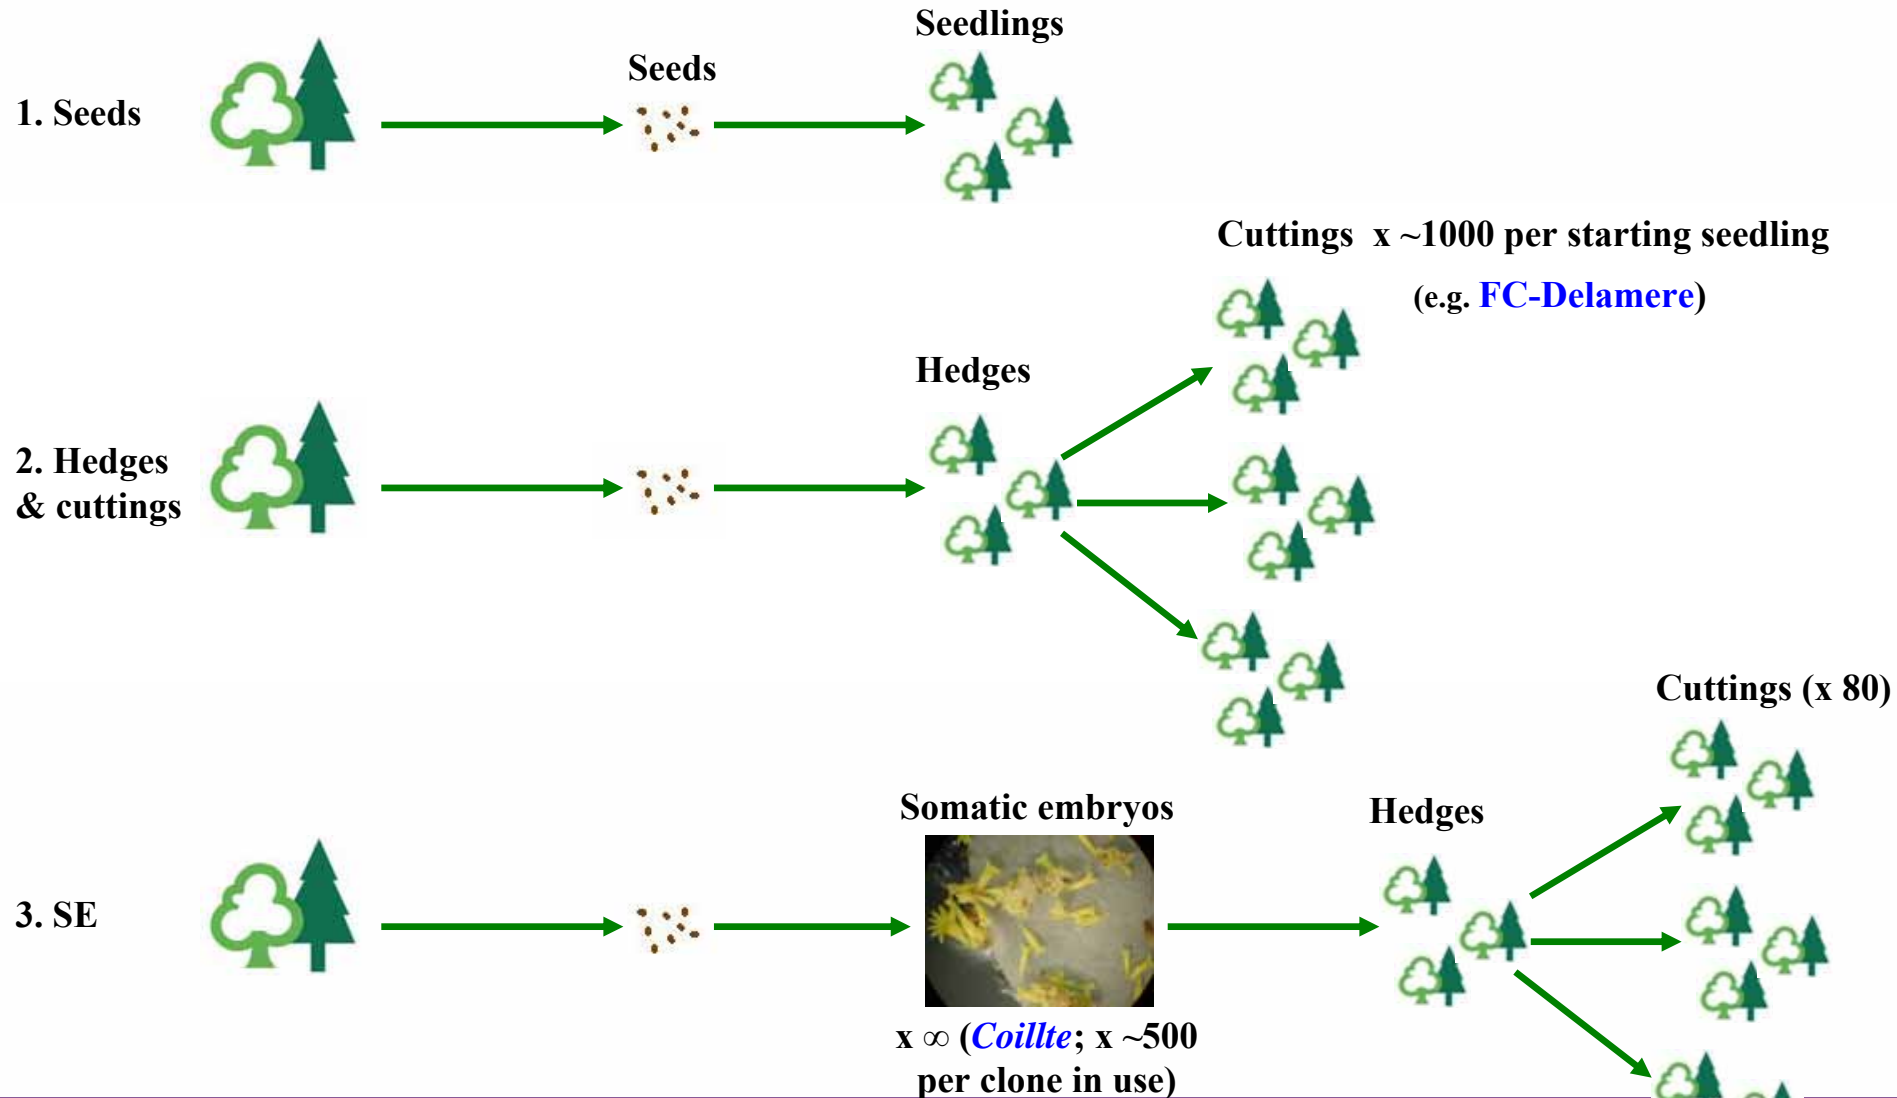 Seedlings
Seeds
1. Seeds
Cuttings x ~1000 per starting seedling
(e.g. FC-Delamere)
Hedges
2. Hedges
& cuttings
Cuttings (x 80)
Somatic embryos
Hedges
3. SE
x ∞ (Coillte; x ~500
per clone in use)